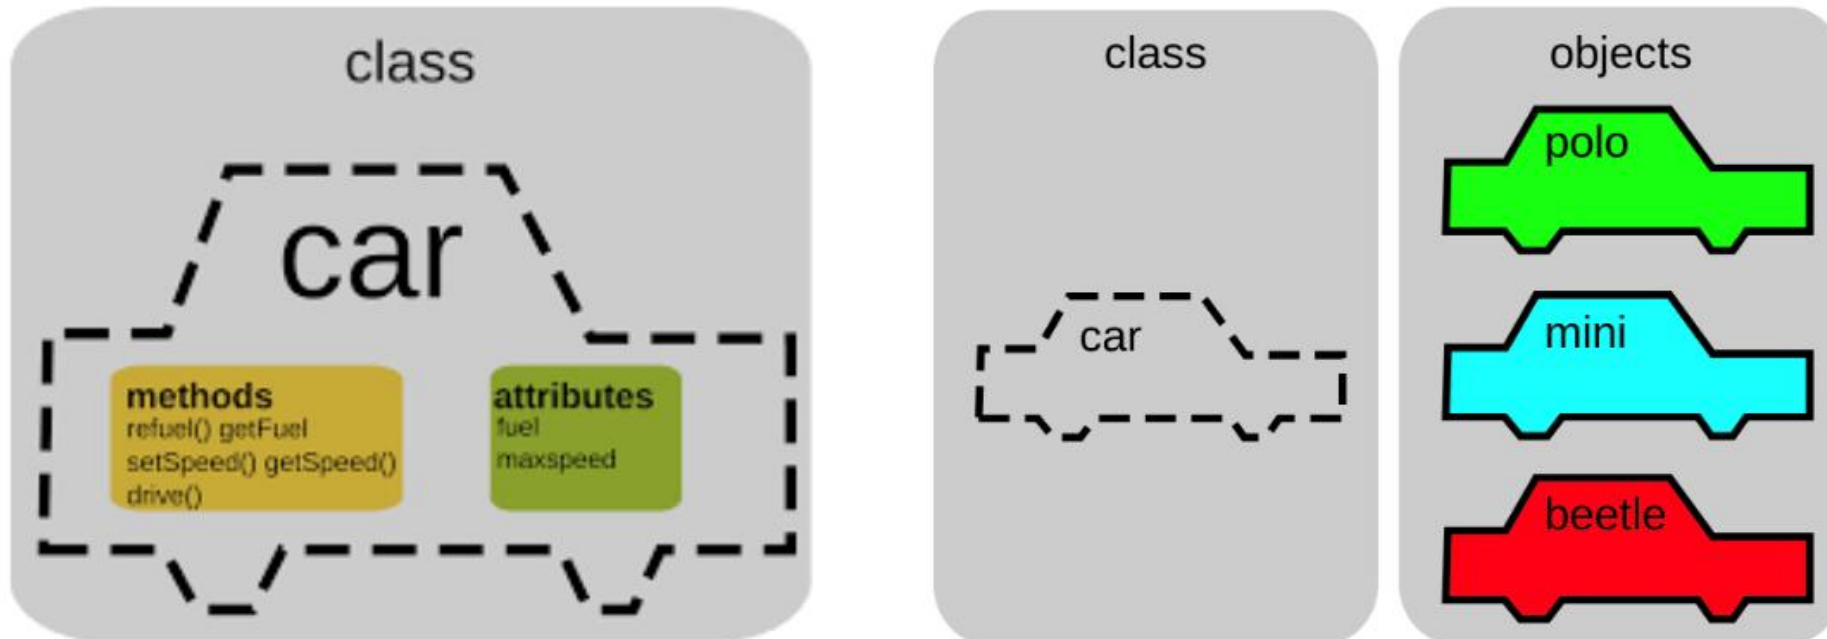 class
car
methods
refuel() getFuel
setSpeed() getSpeed()
drive()
attributes
fuel
maxspeed
class
car
objects
polo
mini
beetle